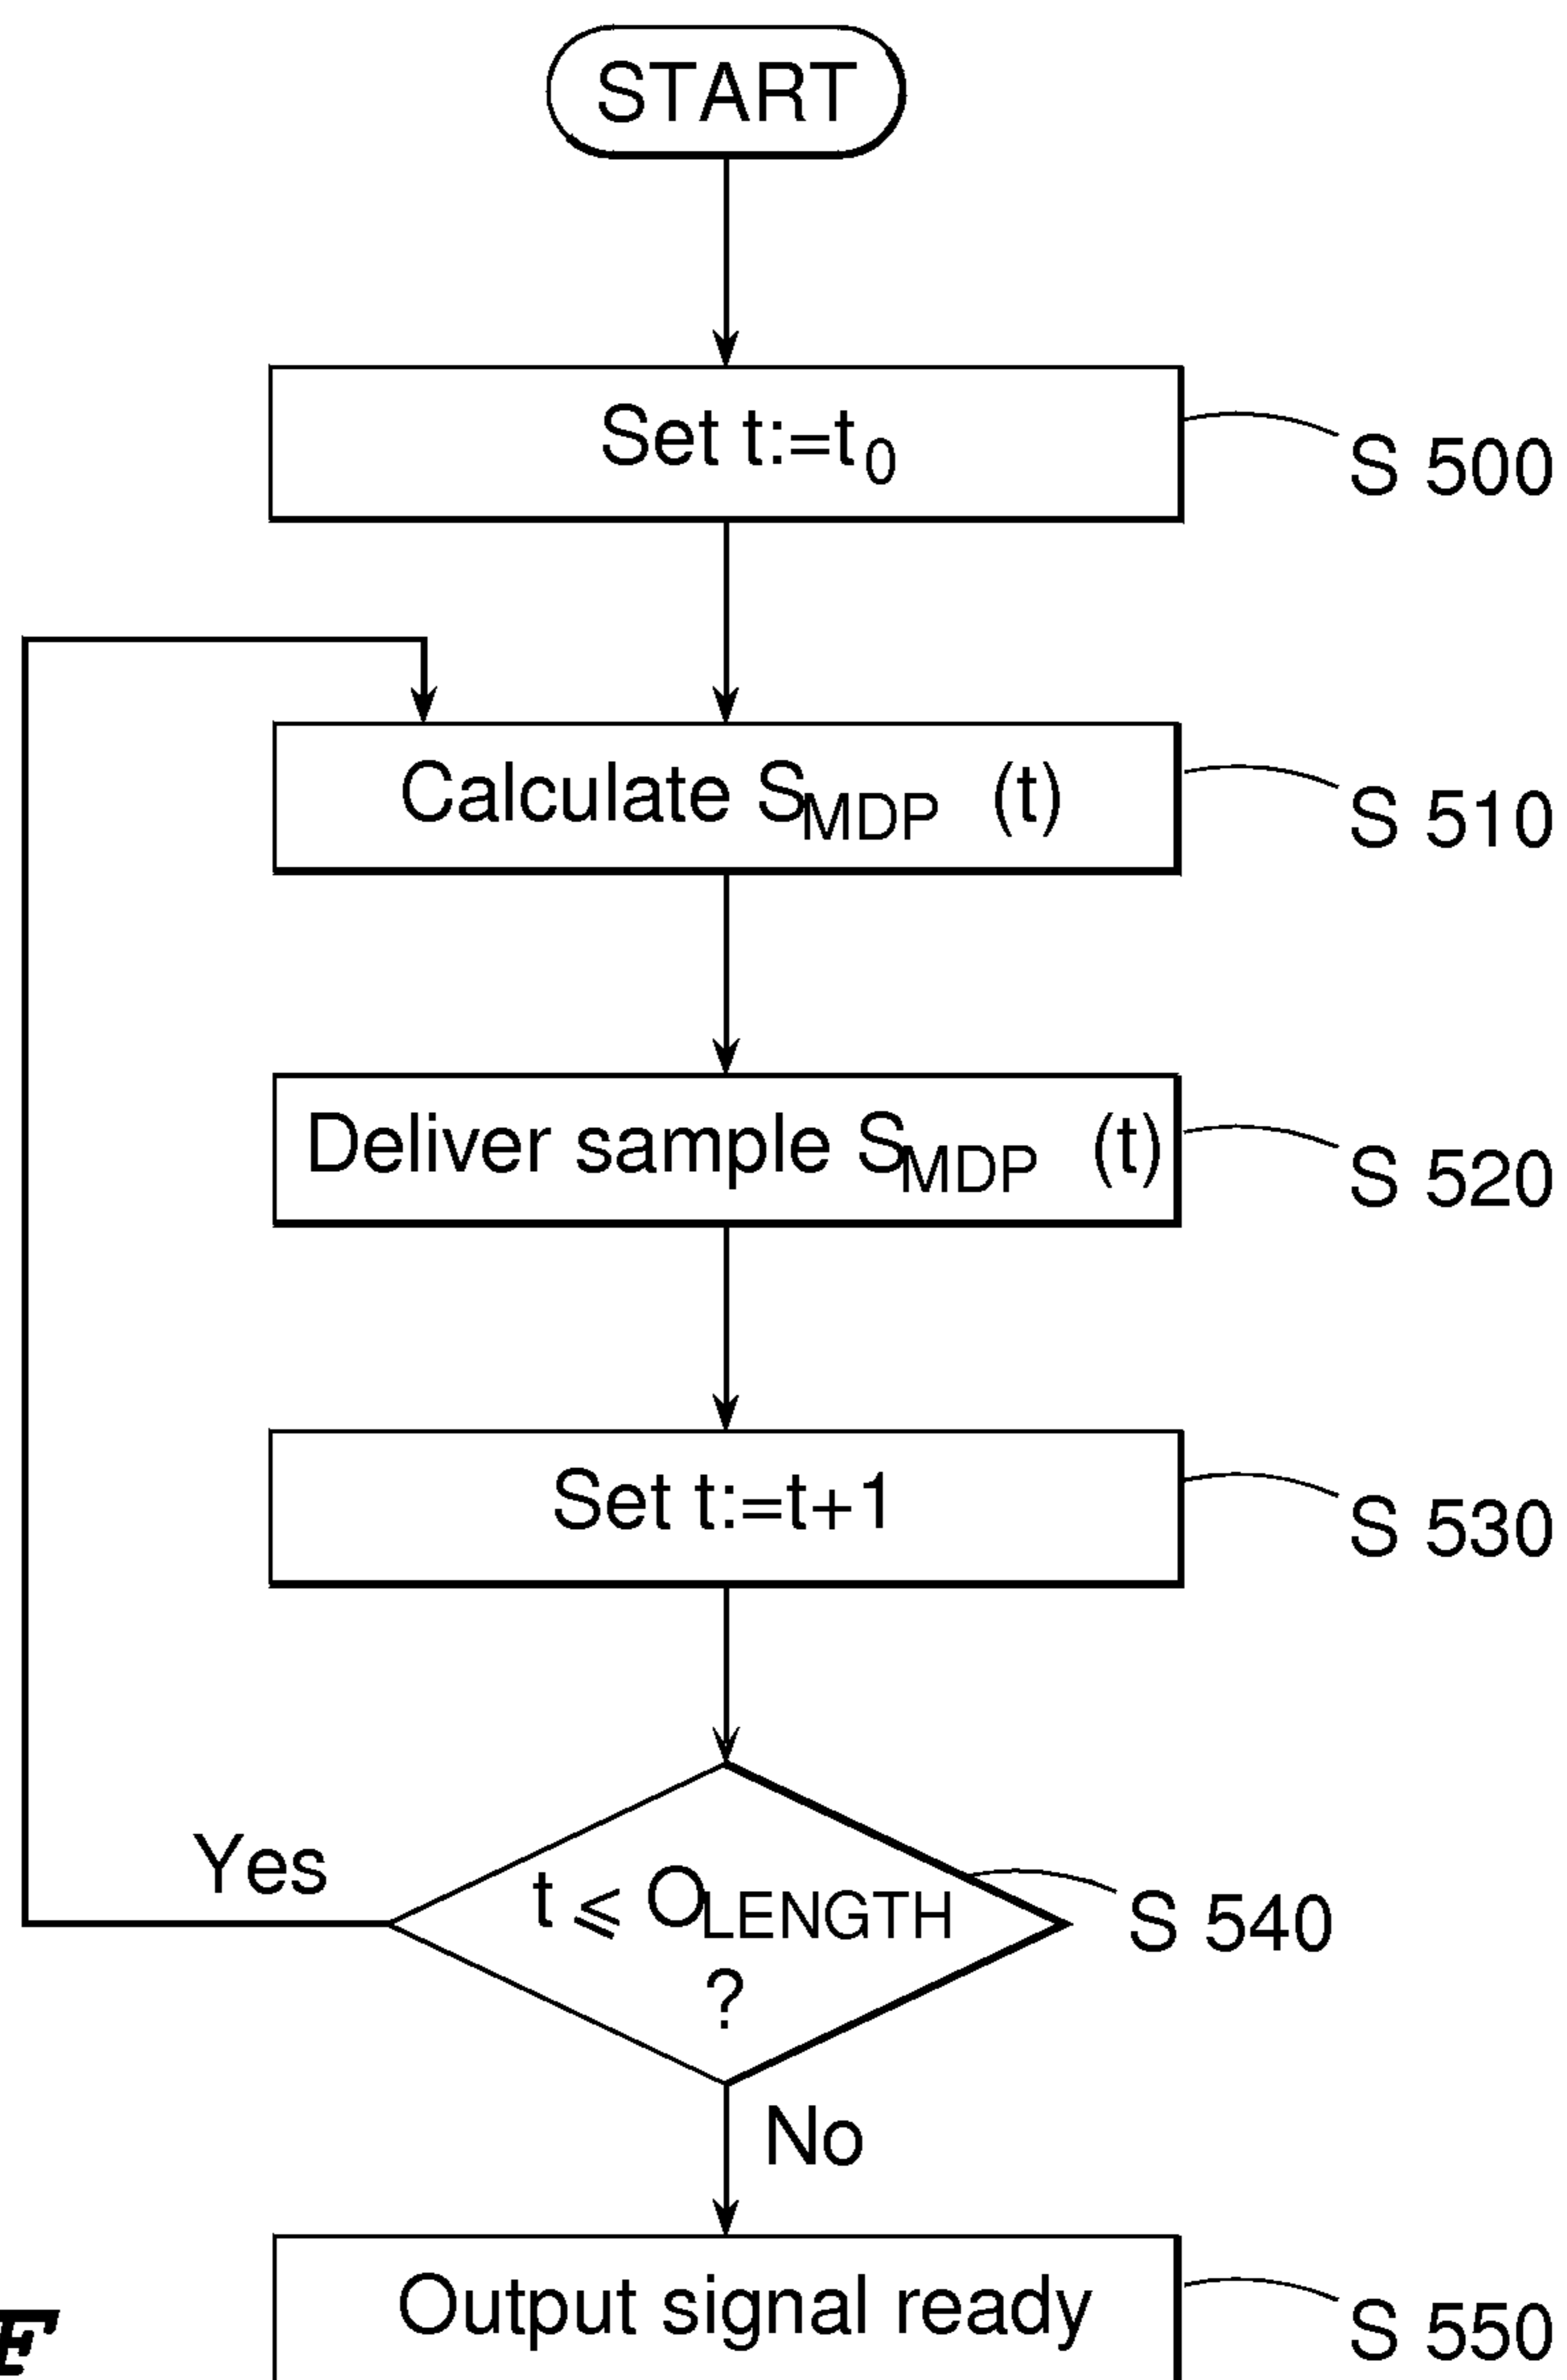 START
Set t:=t0
S 500
Calculate SMDP (t)
S 510
Deliver sample SMDP (t)
S 520
Set t:=t+1
S 530
Yes
t ⩽ OLENGTH
?
S 540
No
Output signal ready
S 550
F